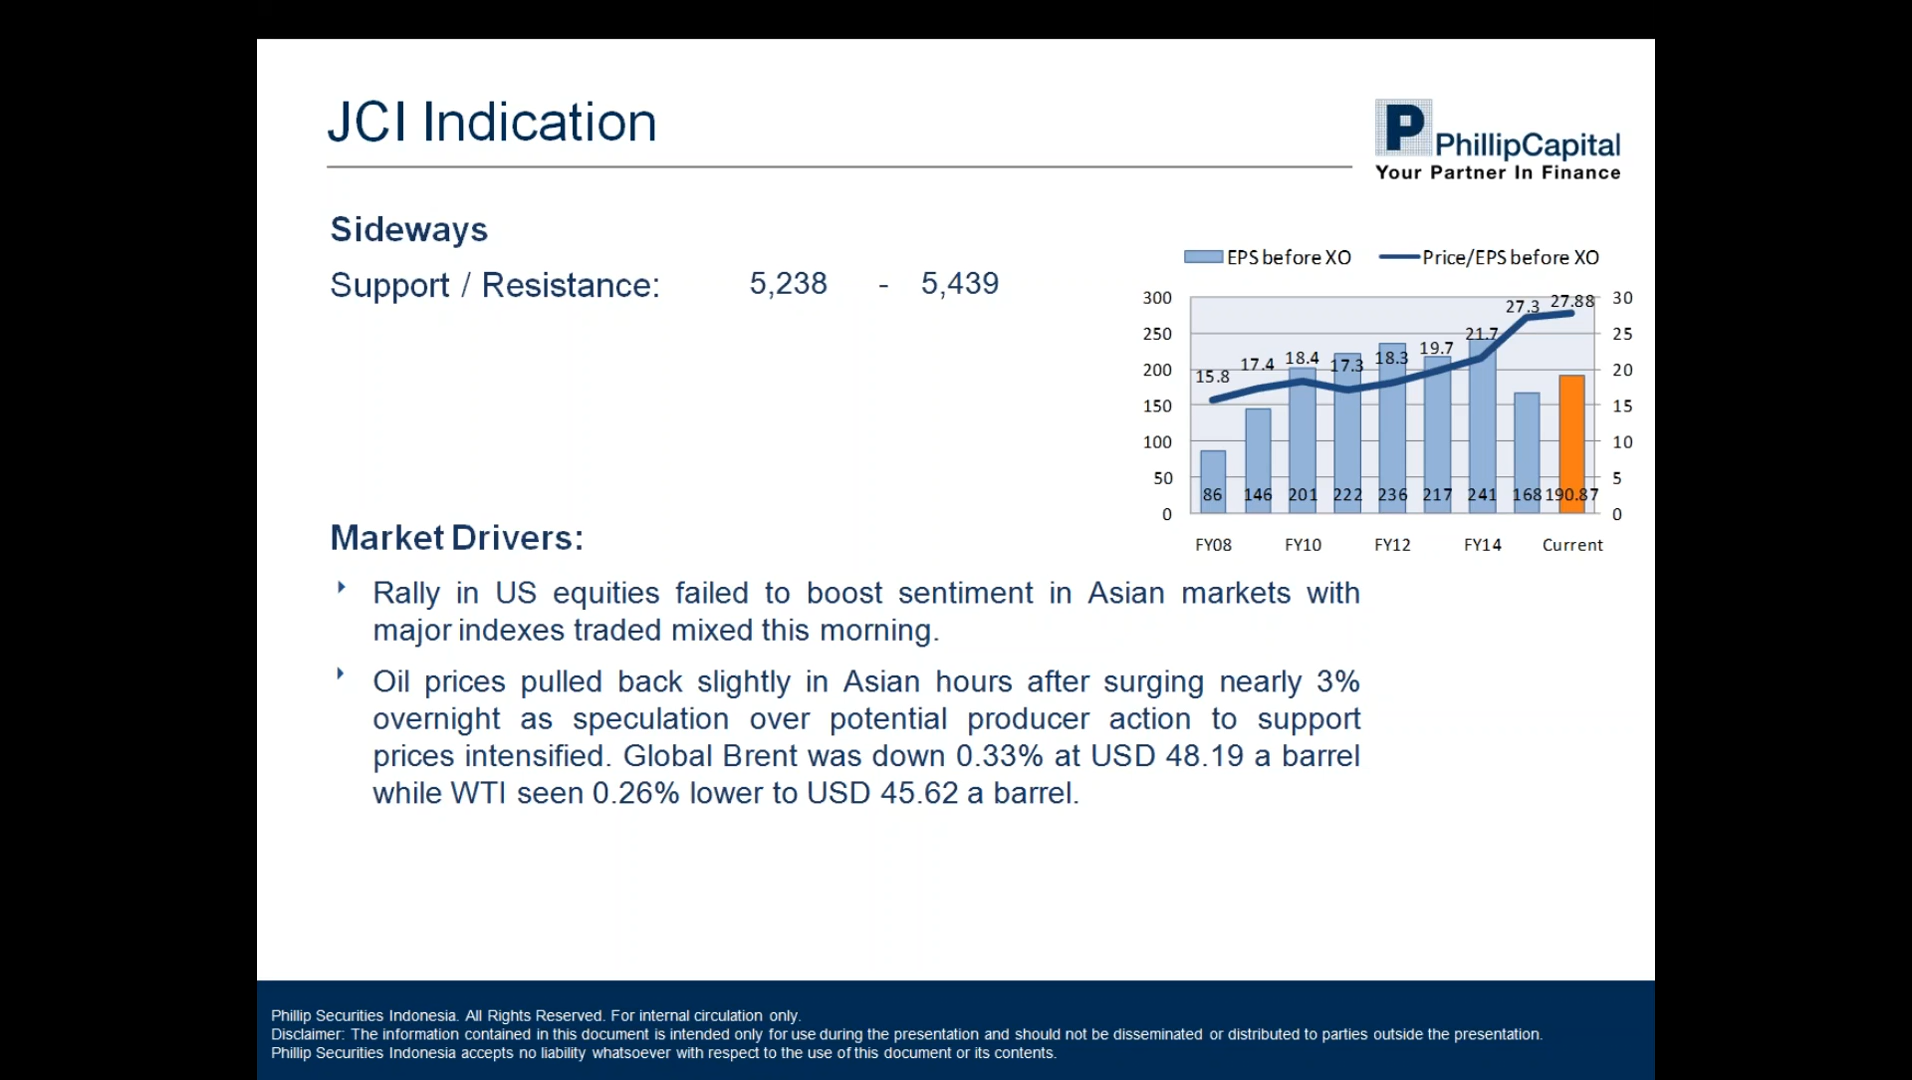 JCI Indication
P
PhillipCapital
Your Partner In Finance
Sideways
Support / Resistance: 5,238 - 5,439
EPS before XO Price/EPS before XO
300 27.3 27.88 30
250 21.7 25
200 15.8 17.4 18.4 17.3 18.3 19.7 20
150 15
100 10
50 5
86 146 201 222 236 217 241 168 190.87
0 0
FY08 FY10 FY12 FY14 Current
Market Drivers:
Rally in US equities failed to boost sentiment in Asian markets with
major indexes traded mixed this morning.
Oil prices pulled back slightly in Asian hours after surging nearly 3%
overnight as speculation over potential producer action to support
prices intensified. Global Brent was down 0.33% at USD 48.19 a barrel
while WTI seen 0.26% lower to USD 45.62 a barrel.
Phillip Securities Indonesia. All Rights Reserved. For internal circulation only.
Disclaimer: The information contained in this document is intended only for use during the presentation and should not be disseminated or distributed to parties outside the presentation.
Phillip Securities Indonesia accepts no liability whatsoever with respect to the use of this document or its contents.